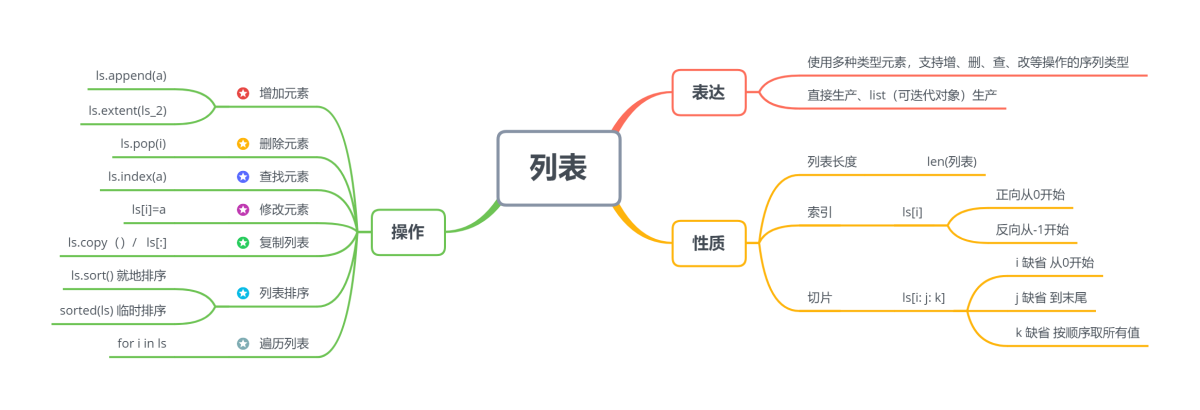 列表
表达
使用多种类型元素，支持增、删、查、改等操作的序列类型
直接生产、list（可迭代对象）生产
性质
列表长度 len(列表)
索引 ls[i]
正向从0开始
反向从-1开始
切片 ls[i: j: k]
i 缺省 从0开始
j 缺省 到末尾
k 缺省 按顺序取所有值
操作
增加元素
ls.append(a)
ls.extent(ls_2)
删除元素
ls.pop(i)
查找元素
ls.index(a)
修改元素
ls[i]=a
复制列表
ls.copy（）/ ls[:]
列表排序
ls.sort() 就地排序
sorted(ls) 临时排序
遍历列表
for i in ls